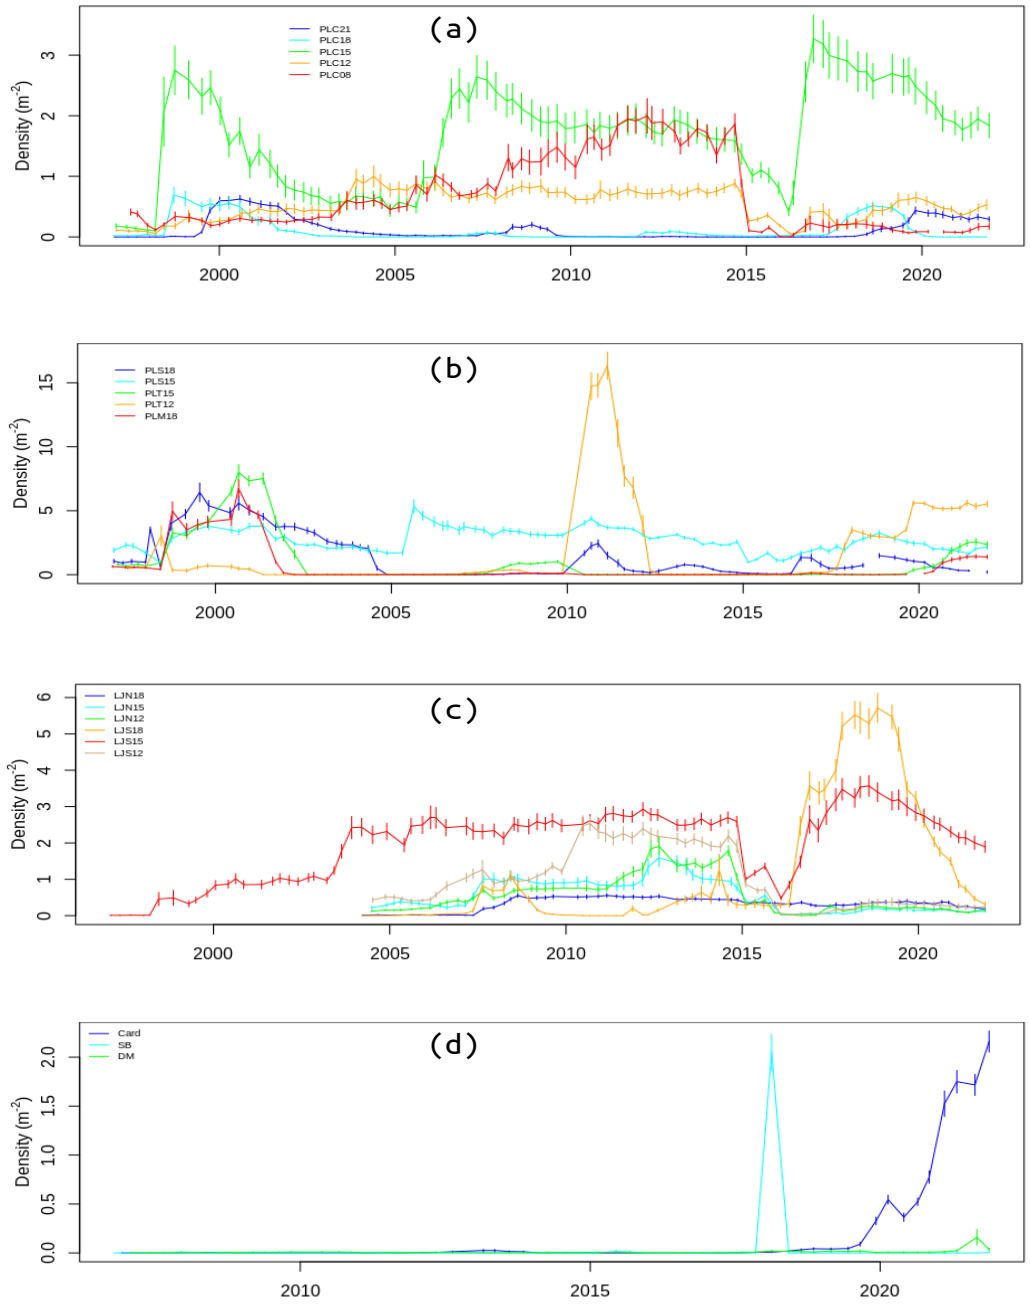 (a)
PLC21
PLC18
PLC15
PLC12
PLC08
Density (m-2)
3
2
1
0
2000 2005 2010 2015 2020
(b)
PLS18
PLS15
PLT15
PLT12
PLM18
Density (m-2)
15
10
5
0
2000 2005 2010 2015 2020
(c)
LJN18
LJN15
LJN12
LJS18
LJS15
LJS12
Density (m-2)
6
5
4
3
2
1
0
2000 2005 2010 2015 2020
(d)
Card
SB
DM
Density (m-2)
2.0
1.5
1.0
0.5
0.0
2010 2015 2020